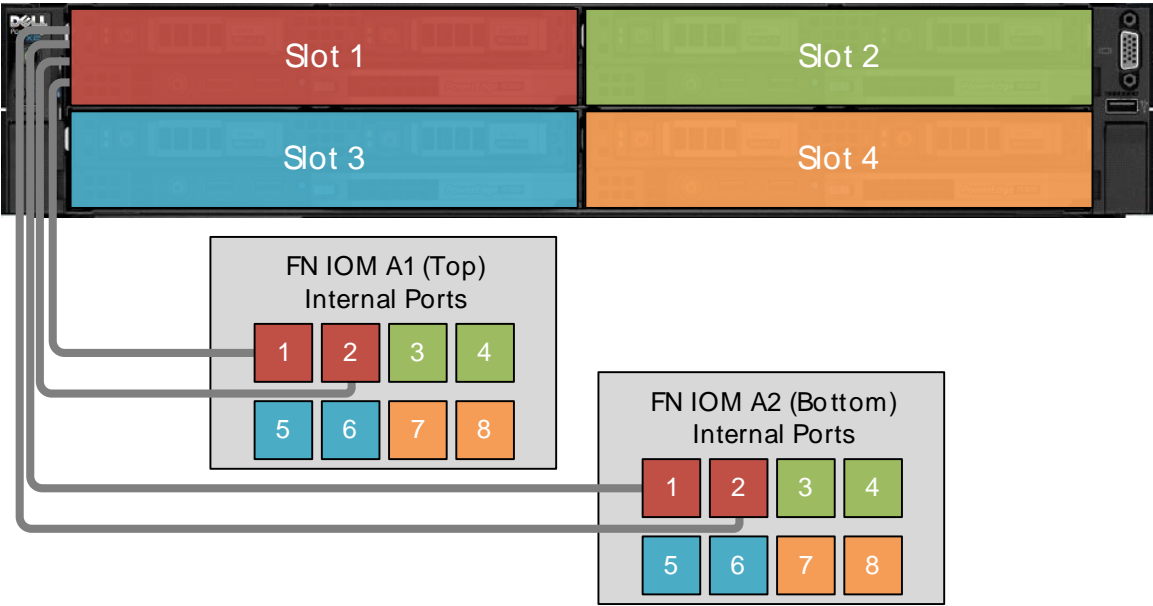 DELL
Slot 1
Slot 2
Slot 3
Slot 4
FN IOM A1 (Top)
Internal Ports
1 2 3 4
5 6 7 8
FN IOM A2 (Bottom)
Internal Ports
1 2 3 4
5 6 7 8